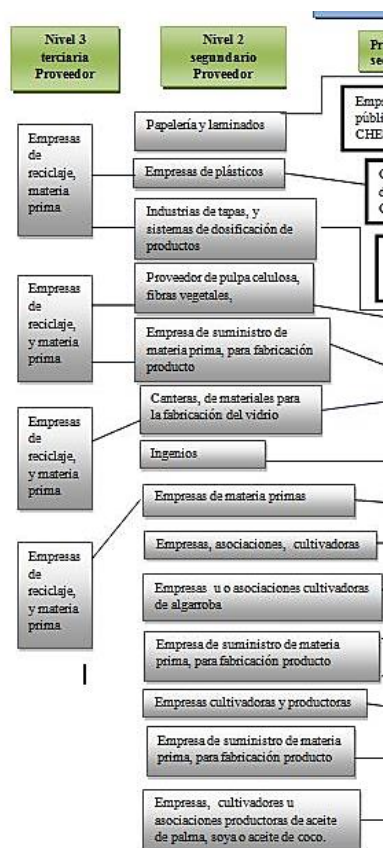 Nivel 3
terciaria
Proveedor
Nivel 2
segundario
Proveedor
Empresas
de
reciclaje,
materia
prima
Empresas
de
reciclaje,
y materia
prima
Empresas
de
reciclaje,
y materia
prima
Empresas
de
reciclaje,
y materia
prima
Papelería y laminados
Empresas de plásticos
Industrias de tapas, y
sistemas de dosificación de
productos
Proveedor de pulpa celulosa,
fibras vegetales,
Empresa de suministro de
materia prima, para fabricación
producto
Canteras, de materiales para
la fabricación del vidrio
Ingenios
Empresas de materia primas
Empresas, asociaciones, cultivadoras
Empresas u o asociaciones cultivadoras
de algarroba
Empresa de suministro de materia
prima, para fabricación producto
Empresas cultivadoras y productoras
Empresa de suministro de materia
prima, para fabricación producto
Empresas, cultivadores u
asociaciones productoras de aceite
de palma, soya o aceite de coco.
Pr
se
Empr
públi
CHE
C
d
C